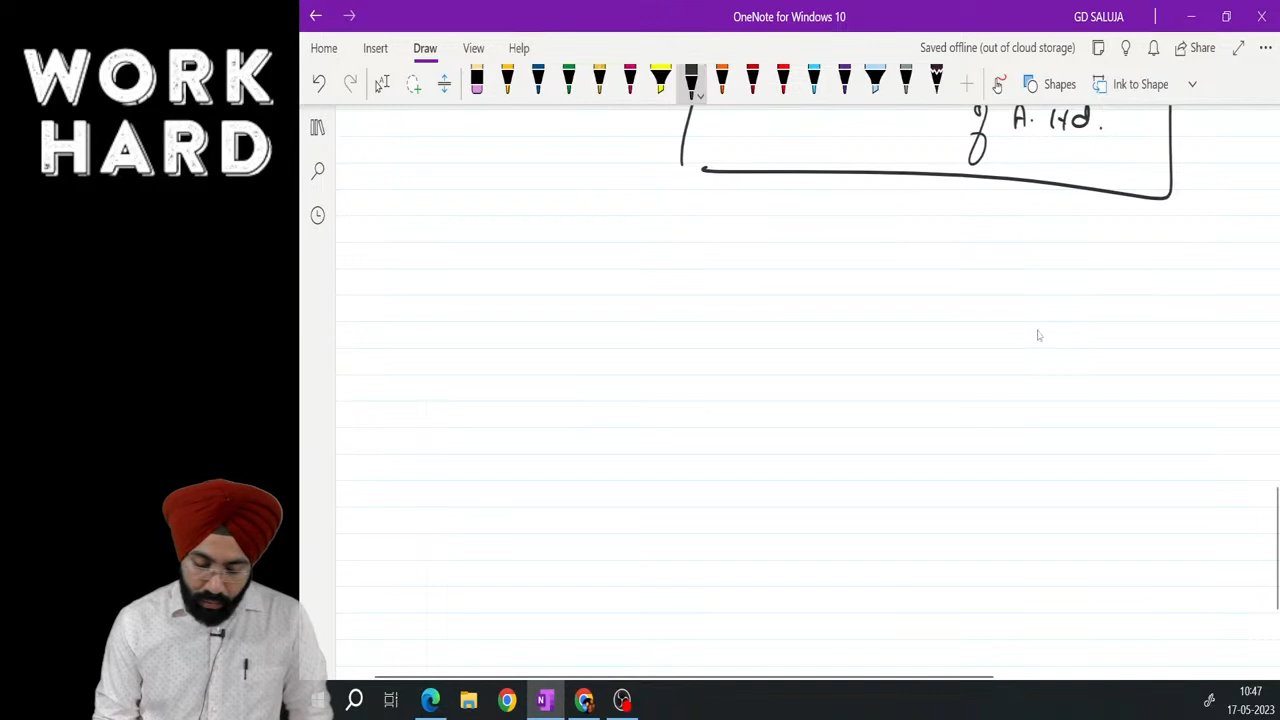 WORK
HARD
OneNote for Windows 10
GD SALUJA
Home
Insert
Draw
View
Help
Saved offline (out of cloud storage)
Share
Shapes
Ink to Shape
of A. Ltd.
10:47
17-05-2023